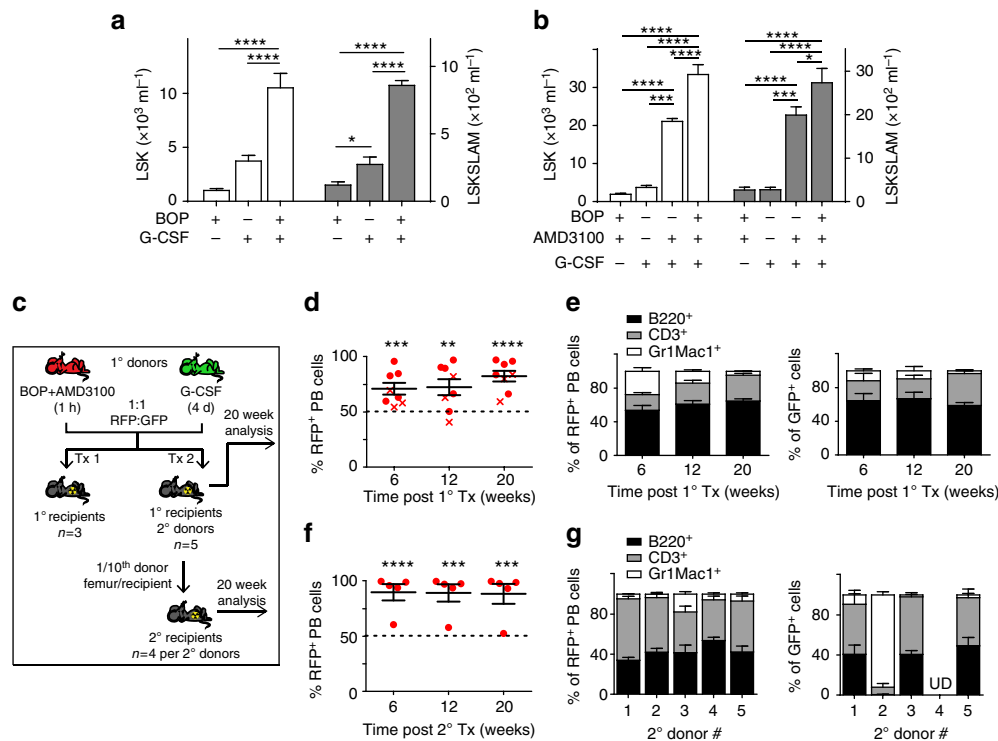 a
****
****
****
****
*
10
5
0
LSK (×10³ ml⁻¹)
10
5
0
LSKSLAM (×10² ml⁻¹)
BOP + – + + – +
G-CSF – + + – + +
b
****
****
****
****
***
****
****
*
****
***
40
30
20
10
0
LSK (×10³ ml⁻¹)
30
20
10
0
LSKSLAM (×10² ml⁻¹)
BOP + – – + + – – +
AMD3100 + – + + + – + +
G-CSF – + + + – + + +
c
1° donors
BOP+AMD3100
(1 h)
G-CSF
(4 d)
1:1
RFP:GFP
20 week
analysis
Tx 1
Tx 2
1° recipients
n=3
1° recipients
2° donors
n=5
1/10th donor
femur/recipient
20 week
analysis
2° recipients
n=4 per 2° donors
d
*** ** ****
100
50
0
% RFP⁺ PB cells
6 12 20
Time post 1° Tx (weeks)
e
B220⁺
CD3⁺
Gr1Mac1⁺
80
40
0
% of RFP⁺ PB cells
6 12 20
Time post 1° Tx (weeks)
80
40
0
% of GFP⁺ cells
6 12 20
Time post 1° Tx (weeks)
f
**** *** ***
100
50
0
% RFP⁺ PB cells
6 12 20
Time post 2° Tx (weeks)
g
B220⁺
CD3⁺
Gr1Mac1⁺
80
40
0
% of RFP⁺ PB cells
1 2 3 4 5
2° donor #
80
40
0
% of GFP⁺ PB cells
UD
1 2 3 4 5
2° donor #